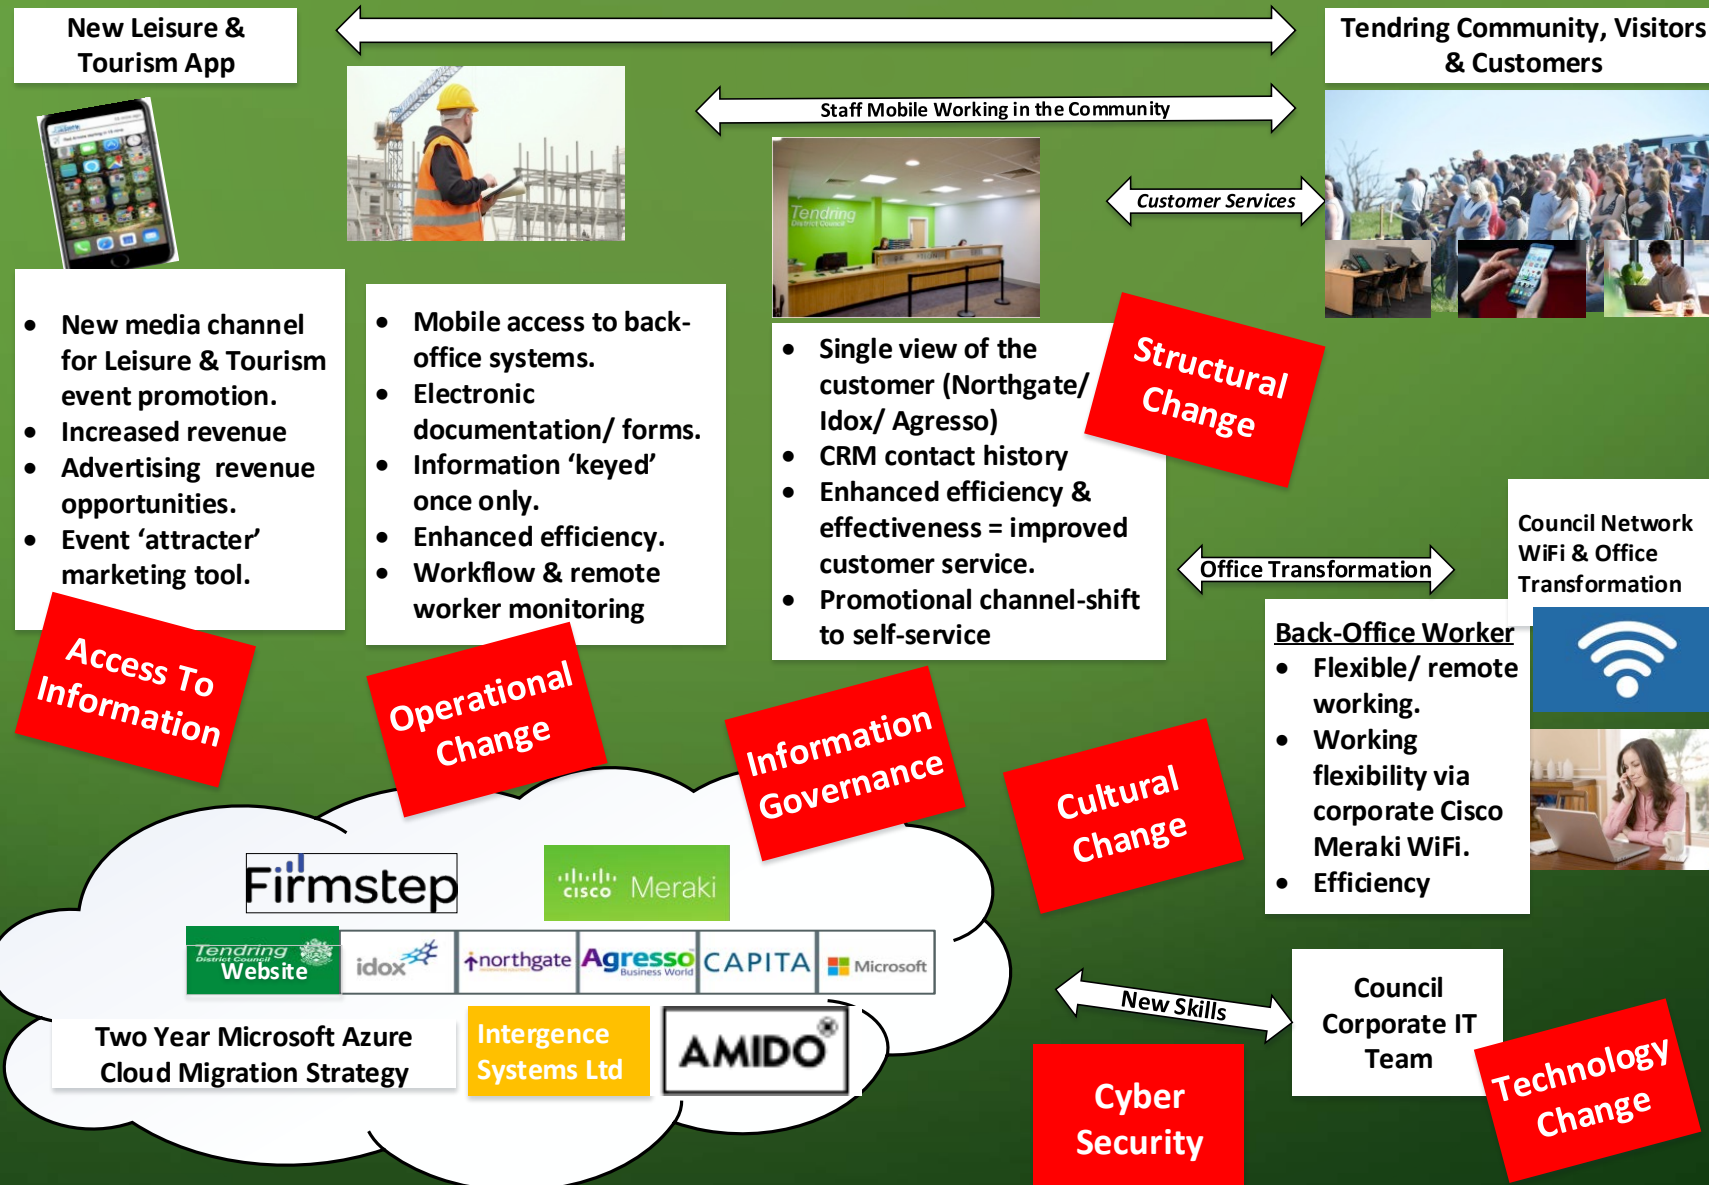 New Leisure &
Tourism App
Tendring Community, Visitors
& Customers
Staff Mobile Working in the Community
Customer Services
Tendring
District Council
• New media channel
for Leisure & Tourism
event promotion.
• Increased revenue
• Advertising revenue
opportunities.
• Event ‘attracter’
marketing tool.
• Mobile access to back-
office systems.
• Electronic
documentation/ forms.
• Information ‘keyed’
once only.
• Enhanced efficiency.
• Workflow & remote
worker monitoring
• Single view of the
customer (Northgate/
Idox/ Agresso)
• CRM contact history
• Enhanced efficiency &
effectiveness = improved
customer service.
• Promotional channel-shift
to self-service
Structural
Change
Office Transformation
Council Network
WiFi & Office
Transformation
Back-Office Worker
• Flexible/ remote
working.
• Working
flexibility via
corporate Cisco
Meraki WiFi.
• Efficiency
Access To
Information
Operational
Change
Information
Governance
Cultural
Change
Firmstep
cisco Meraki
Tendring
District Council
Website
idox
northgate
Agresso
Business World
CAPITA
Microsoft
Two Year Microsoft Azure
Cloud Migration Strategy
Intergence
Systems Ltd
AMIDO
New Skills
Council
Corporate IT
Team
Cyber
Security
Technology
Change